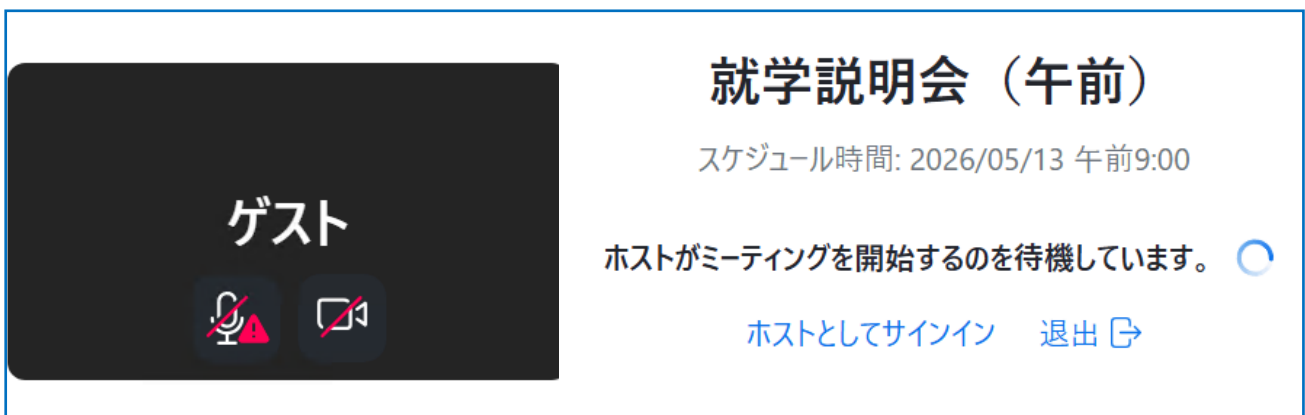 就学説明会（午前）
スケジュール時間: 2026/05/13 午前9:00
ゲスト
ホストがミーティングを開始するのを待機しています。
ホストとしてサインイン 退出